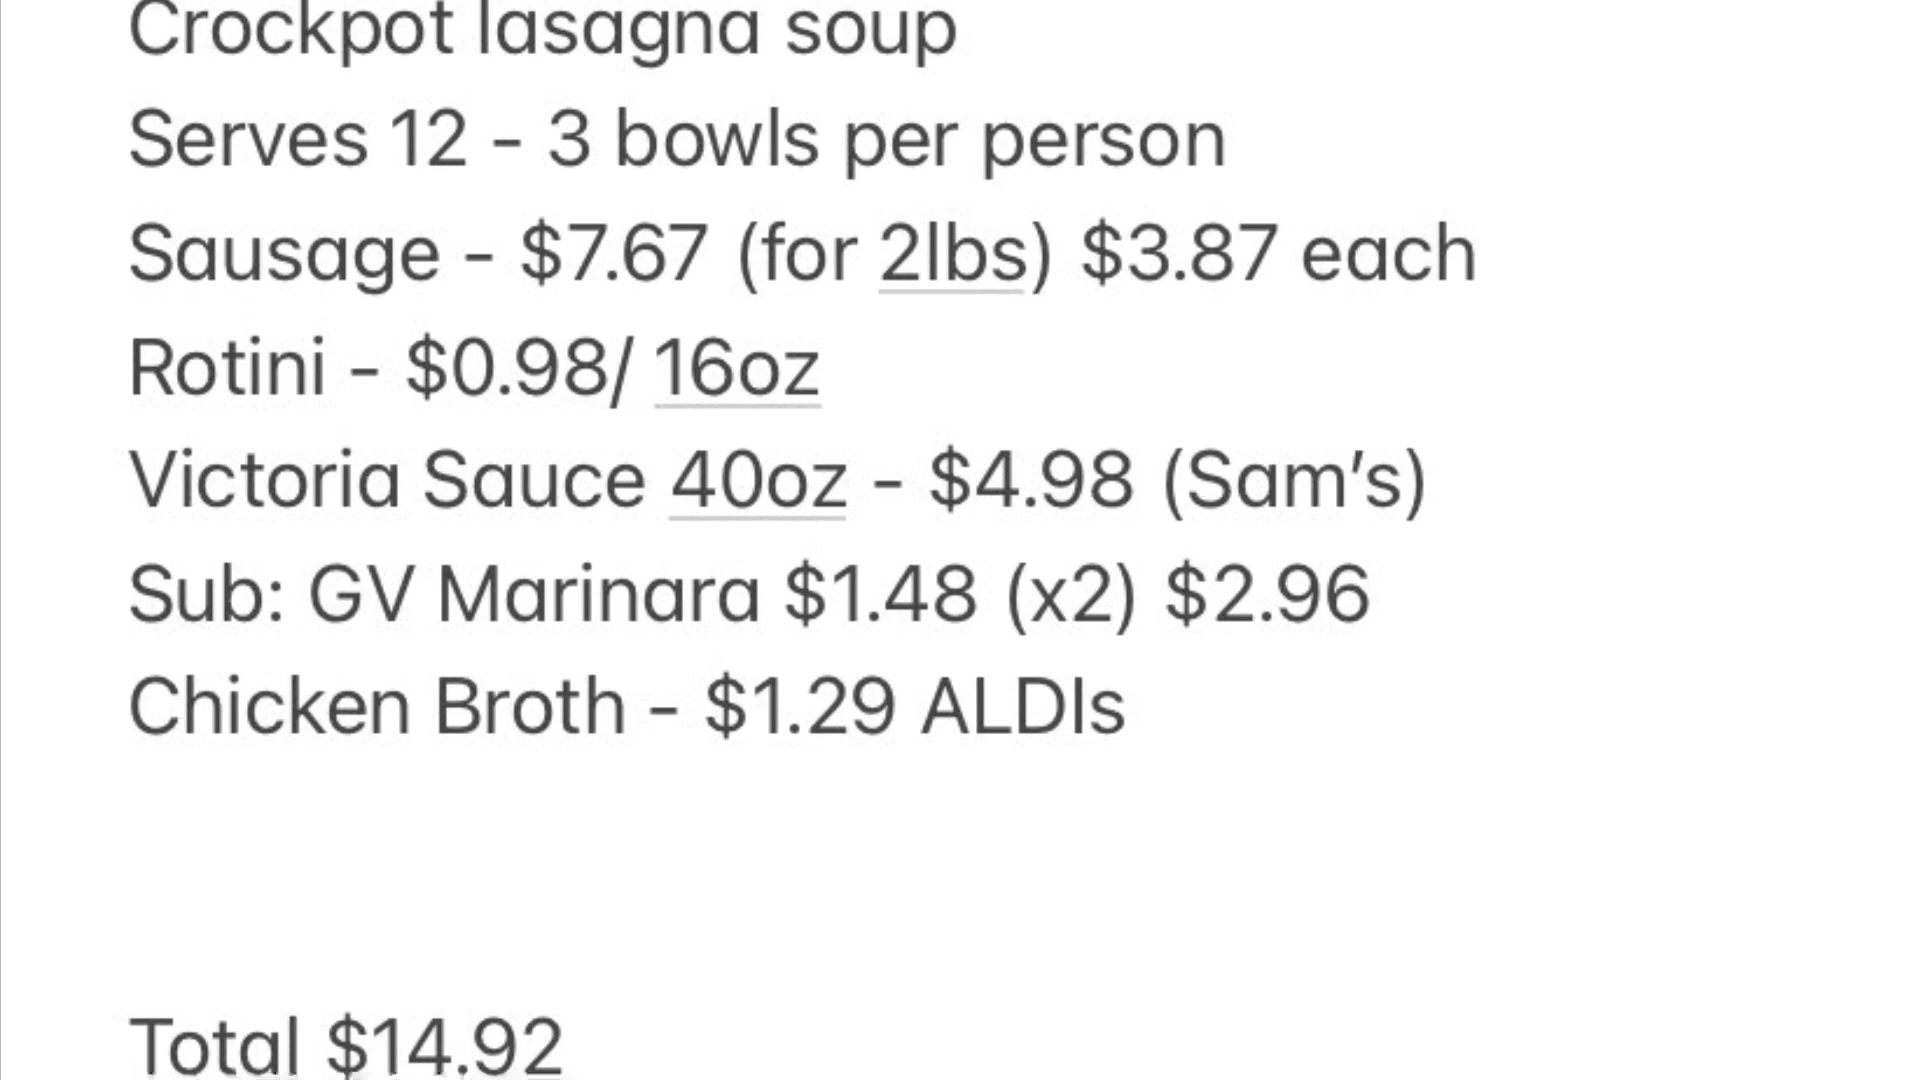 Crockpot lasagna soup
Serves 12 - 3 bowls per person
Sausage - $7.67 (for 2lbs) $3.87 each
Rotini - $0.98/ 16oz
Victoria Sauce 40oz - $4.98 (Sam's)
Sub: GV Marinara $1.48 (x2) $2.96
Chicken Broth - $1.29 ALDIs
Total $14.92